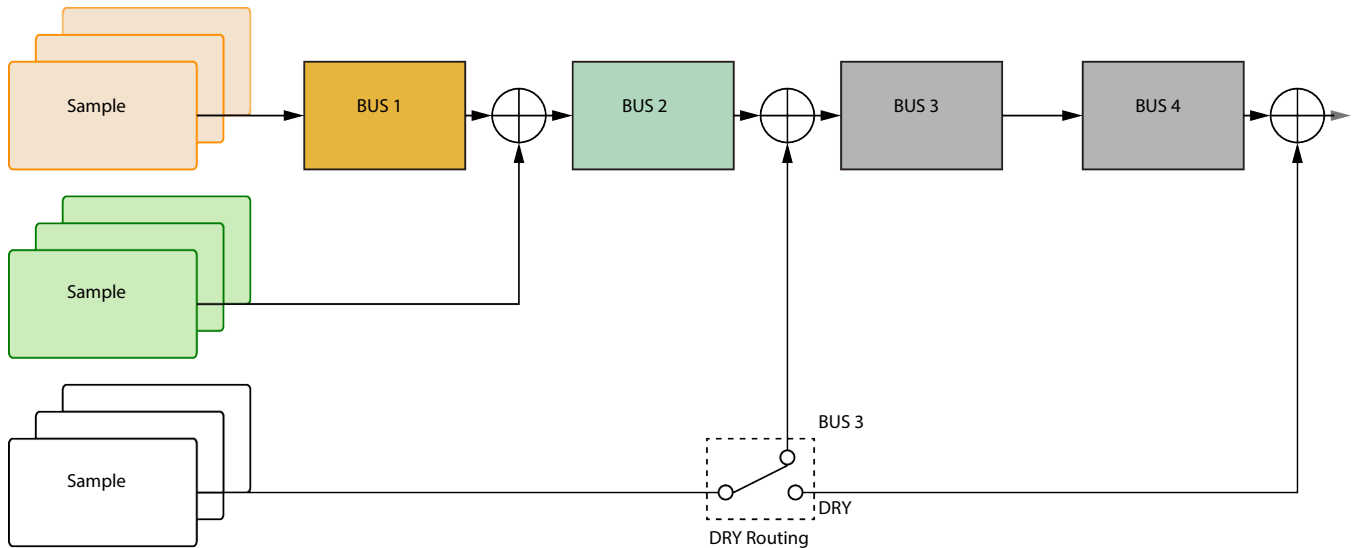 Sample
BUS 1
BUS 2
BUS 3
BUS 4
Sample
Sample
BUS 3
DRY
DRY Routing